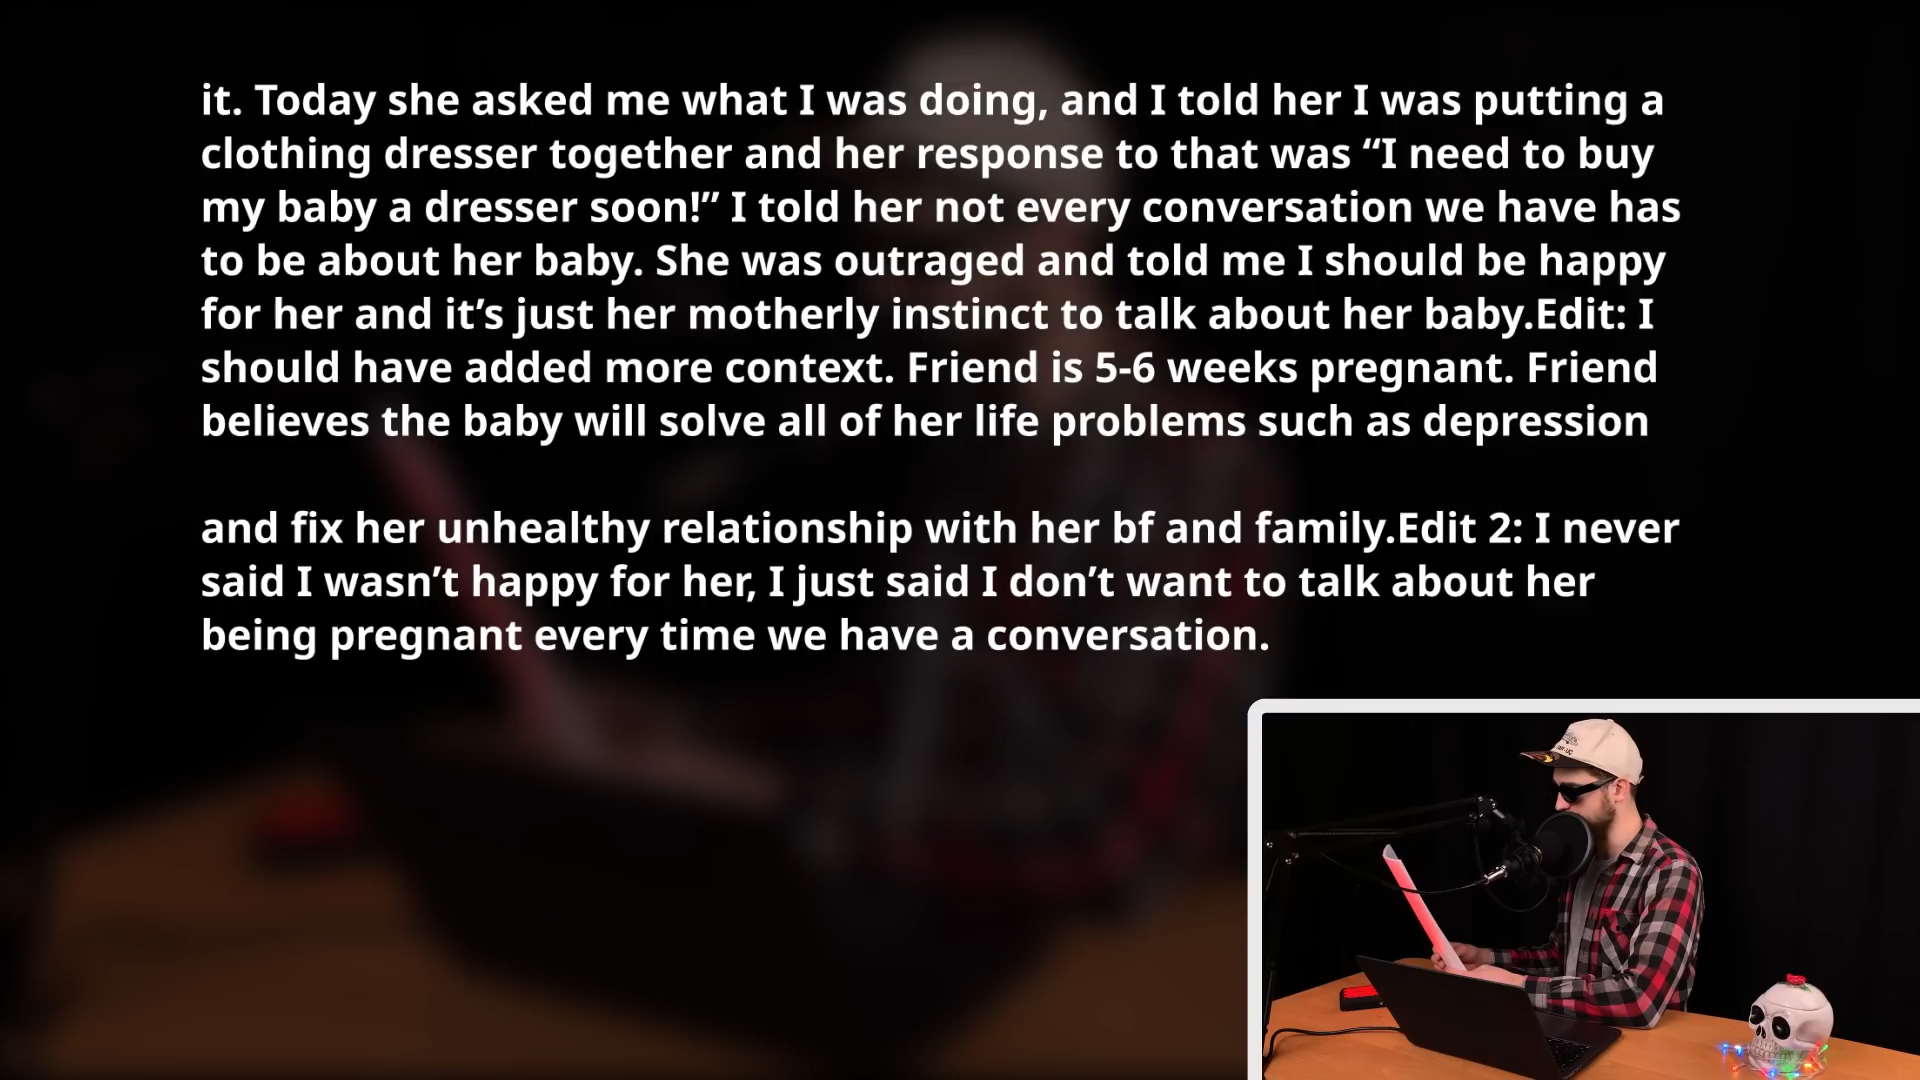 it. Today she asked me what I was doing, and I told her I was putting a
clothing dresser together and her response to that was “I need to buy
my baby a dresser soon!” I told her not every conversation we have has
to be about her baby. She was outraged and told me I should be happy
for her and it’s just her motherly instinct to talk about her baby.Edit: I
should have added more context. Friend is 5-6 weeks pregnant. Friend
believes the baby will solve all of her life problems such as depression
and fix her unhealthy relationship with her bf and family.Edit 2: I never
said I wasn’t happy for her, I just said I don’t want to talk about her
being pregnant every time we have a conversation.